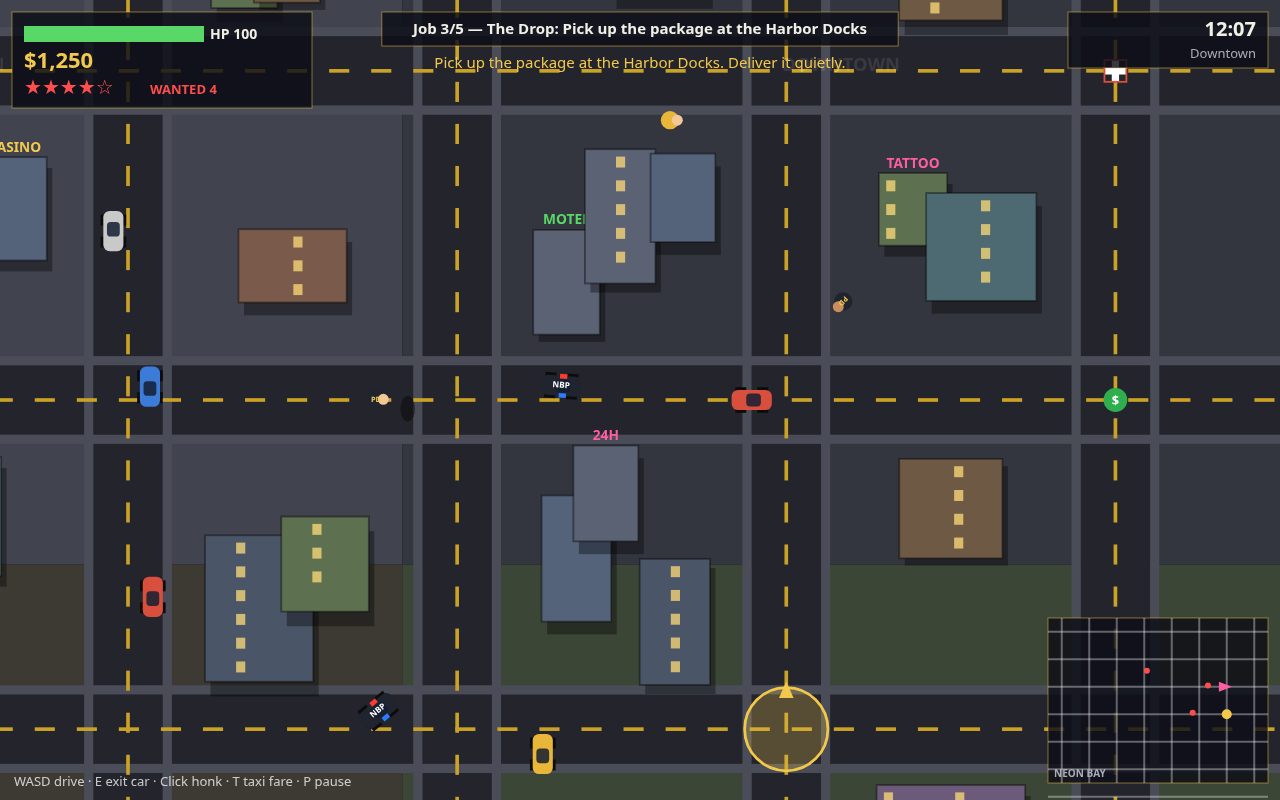 HP 100
$1,250
★★★★☆ WANTED 4
Job 3/5 — The Drop: Pick up the package at the Harbor Docks
Pick up the package at the Harbor Docks. Deliver it quietly.
12:07
Downtown
TATTOO
NBP
24H
$
NBP
NEON BAY
WASD drive · E exit car · Click honk · T taxi fare · P pause